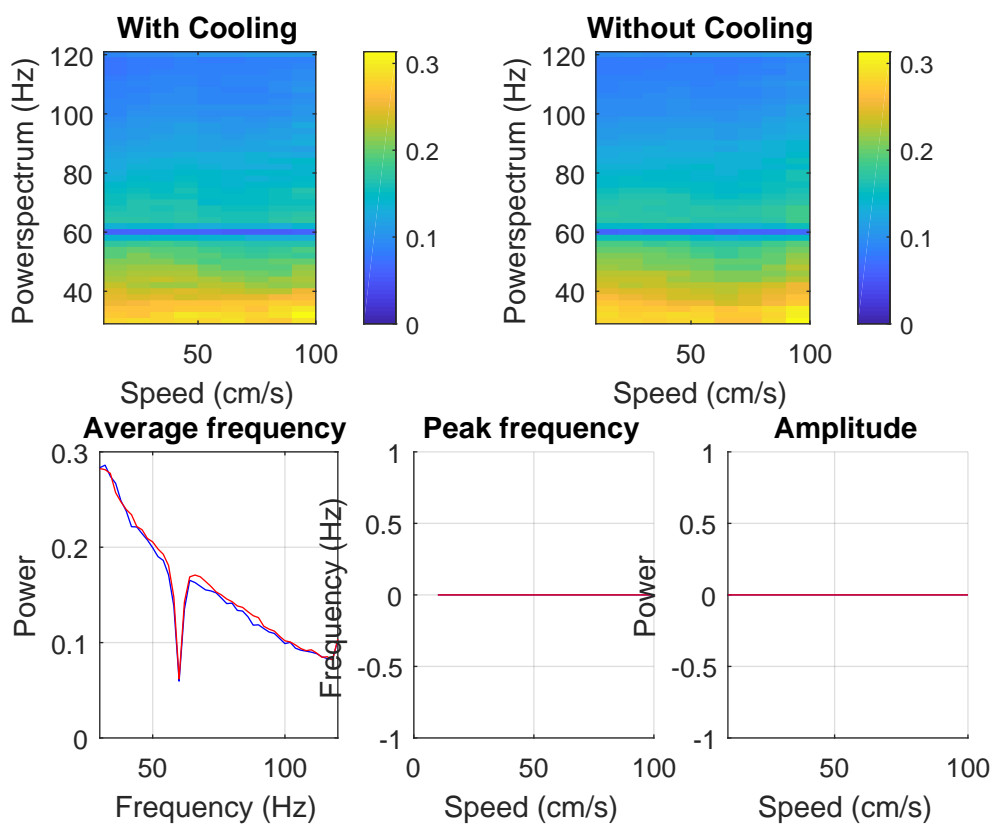 With Cooling
Powerspectrum (Hz)
120
100
80
60
40
50
100
Speed (cm/s)
0.3
0.2
0.1
0
Without Cooling
Powerspectrum (Hz)
120
100
80
60
40
50
100
Speed (cm/s)
0.3
0.2
0.1
0
Average frequency
Power
0.3
0.2
0.1
0
50
100
Frequency (Hz)
Peak frequency
Frequency (Hz)
1
0.5
0
-0.5
-1
0
50
100
Speed (cm/s)
Amplitude
Power
1
0.5
0
-0.5
-1
50
100
Speed (cm/s)